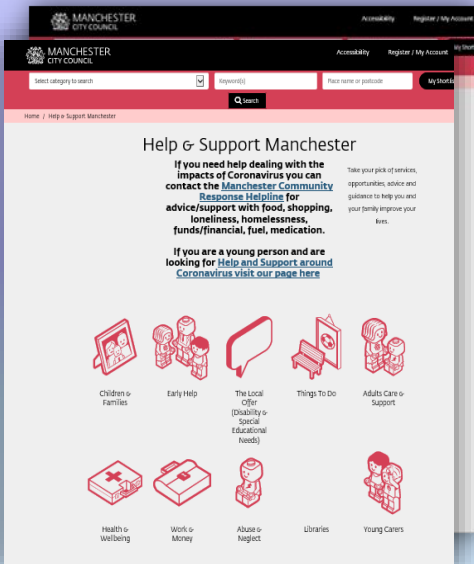 MANCHESTER
CITY COUNCIL
Accessibility
Register / My Account
MANCHESTER
CITY COUNCIL
Accessibility
Register / My Account
My Short
Select category to search
Keyword(s)
Place name or postcode
My Shortlis
Search
Home / Help & Support Manchester
Help & Support Manchester
If you need help dealing with the
impacts of Coronavirus you can
contact the Manchester Community
Response Helpline for
advice/support with food, shopping,
loneliness, homelessness,
funds/financial, fuel, medication.
If you are a young person and are
looking for Help and Support around
Coronavirus visit our page here
Take your pick of services,
opportunities, advice and
guidance to help you and
your family improve your
lives.
Children &
Families
Early Help
The Local
Offer
(Disability &
Special
Educational
Needs)
Things To Do
Adults Care &
Support
Health &
Wellbeing
Work &
Money
Abuse &
Neglect
Libraries
Young Carers